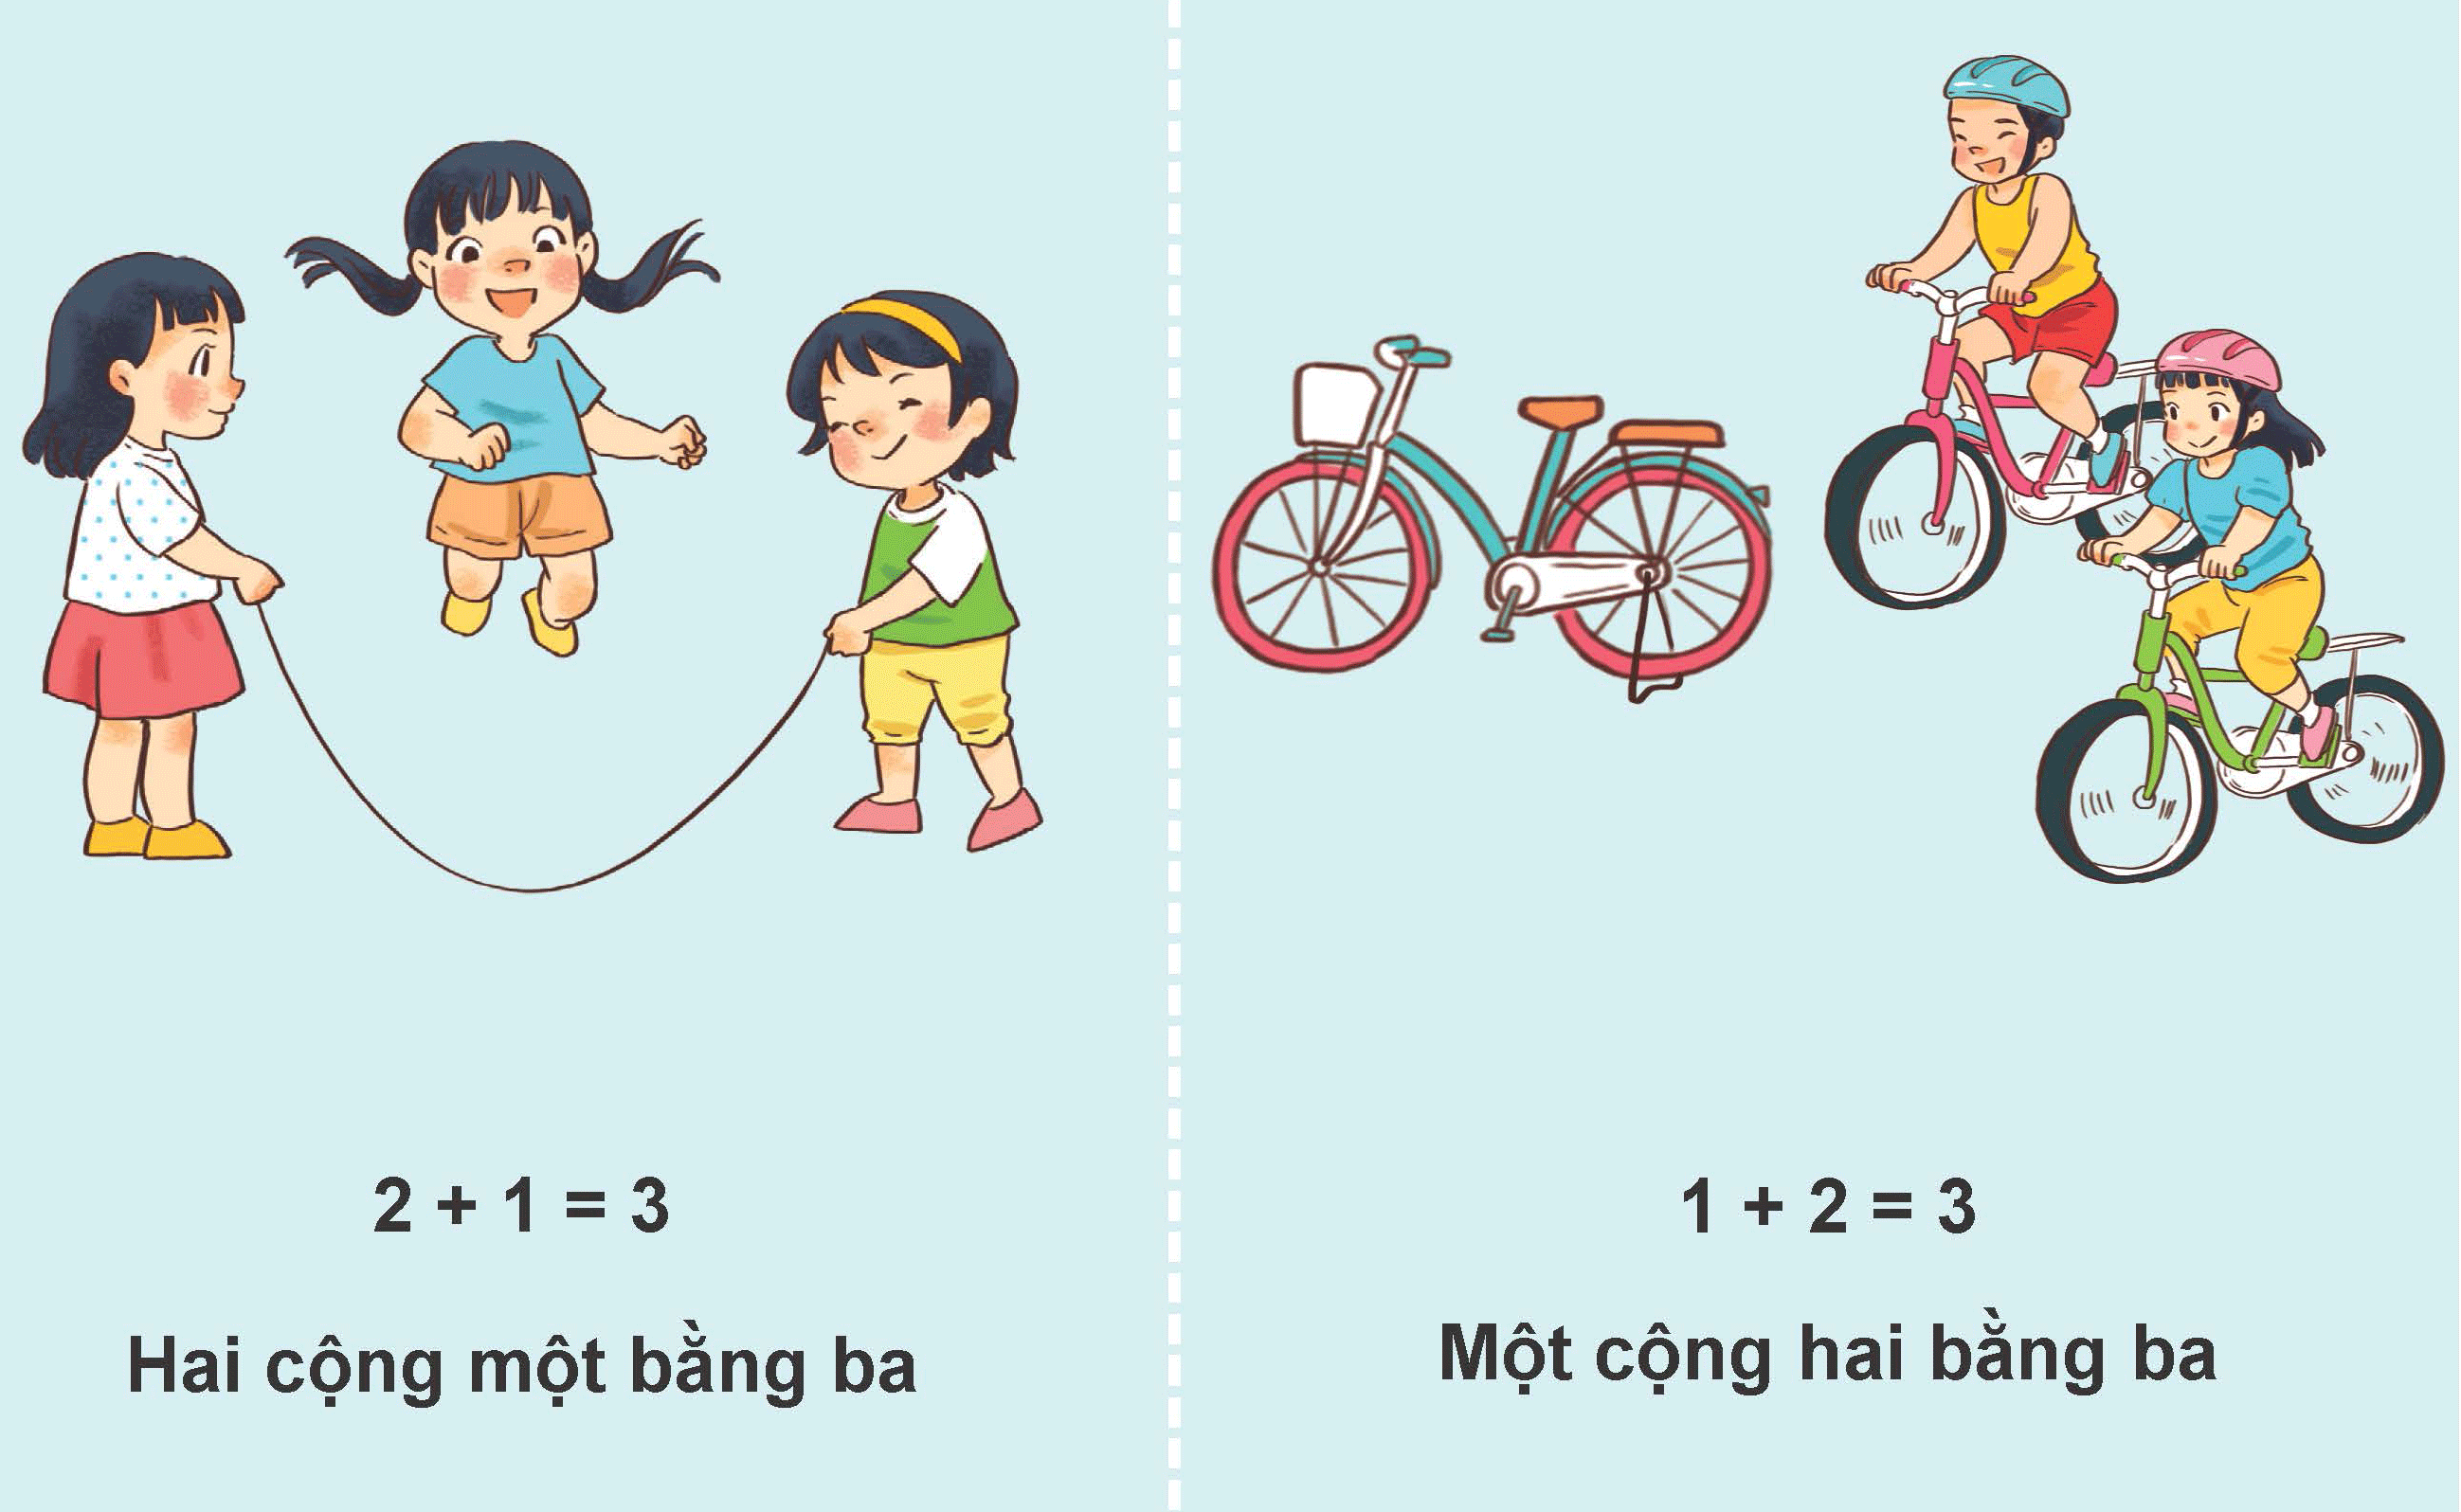 2 + 1 = 3
Hai cộng một bằng ba
1 + 2 = 3
Một cộng hai bằng ba